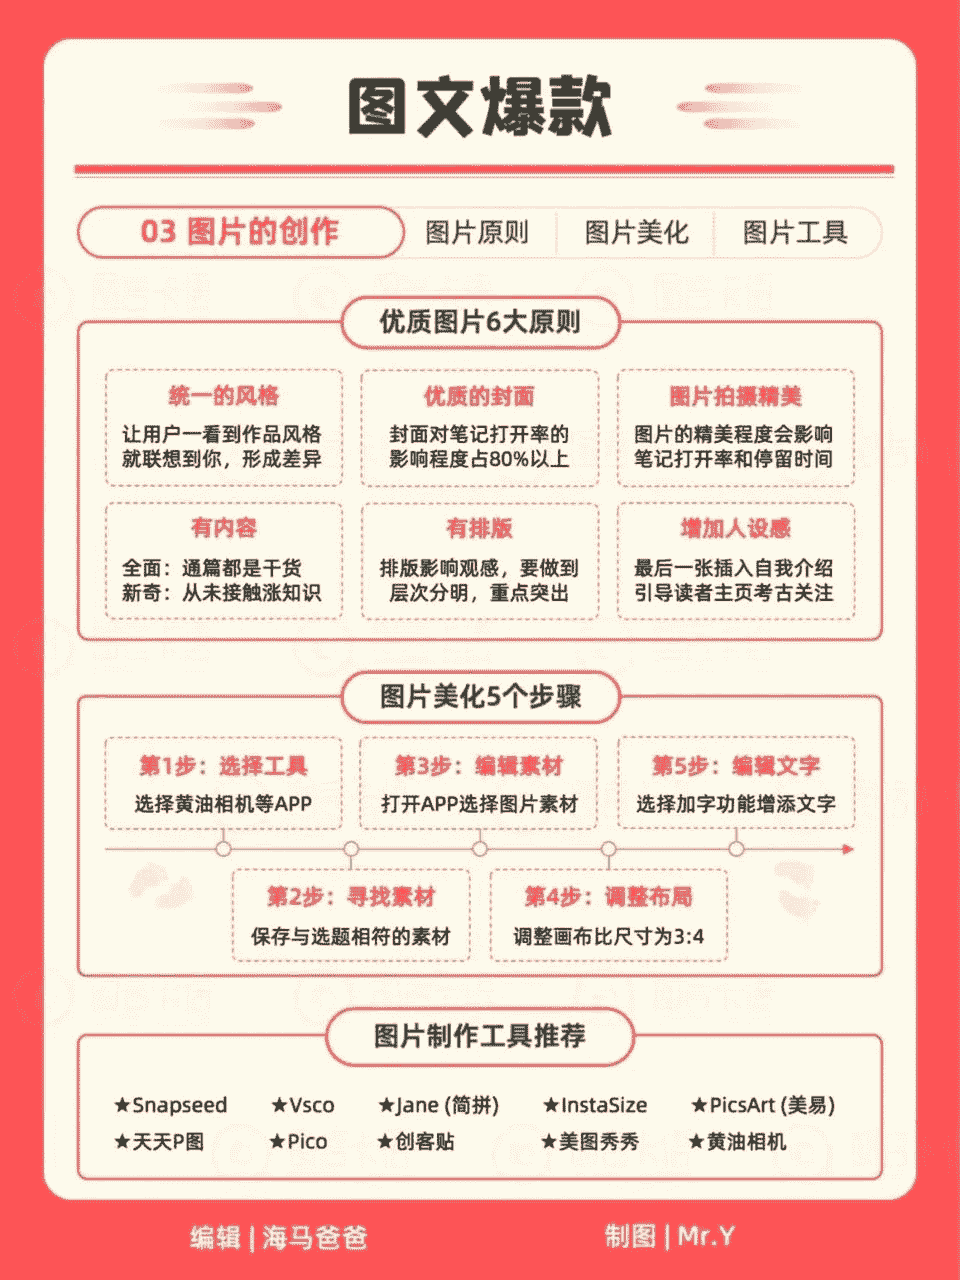 图文爆款
03 图片的创作 图片原则 图片美化 图片工具
优质图片6大原则
统一的风格
让用户一看到作品风格
就联想到你，形成差异
优质的封面
封面对笔记打开率的
影响程度占80%以上
图片拍摄精美
图片的精美程度会影响
笔记打开率和停留时间
有内容
全面：通篇都是干货
新奇：从未接触涨知识
有排版
排版影响观感，要做到
层次分明，重点突出
增加人设感
最后一张插入自我介绍
引导读者主页考古关注
图片美化5个步骤
第1步：选择工具
选择黄油相机等APP
第2步：寻找素材
保存与选题相符的素材
第3步：编辑素材
打开APP选择图片素材
第4步：调整布局
调整画布比尺寸为3:4
第5步：编辑文字
选择加字功能增添文字
图片制作工具推荐
★Snapseed ★Vsco ★Jane (简拼) ★InstaSize ★PicsArt (美易)
★天天P图 ★Pico ★创客贴 ★美图秀秀 ★黄油相机
编辑 | 海马爸爸 制图 | Mr.Y